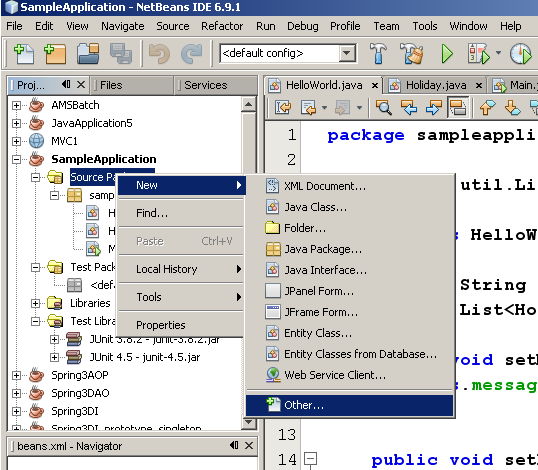 SampleApplication - NetBeans IDE 6.9.1
File Edit View Navigate Source Refactor Run Debug Profile Team Tools Window Help
<default config>
Proj... Files Services
HelloWorld.java Holiday.java Main.j
AMSBatch
JavaApplication5
MVC1
SampleApplication
Source Pa
samp
H
H
M
Test Pack
<defa
Libraries
Test Libra
JUnit 3.8.2 - junit-3.8.2.jar
JUnit 4.5 - junit-4.5.jar
Spring3AOP
Spring3DAO
Spring3DI
Spring3DI_prototype_singleton
beans.xml - Navigator
New
Find...
Paste Ctrl+V
Local History
Tools
Properties
XML Document...
Java Class...
Folder...
Java Package...
Java Interface...
JPanel Form...
JFrame Form...
Entity Class...
Entity Classes from Database...
Web Service Client...
Other...
1 package sampleappli
2
util.Li
s HelloW
String
List<Ho
void setM
s.messag
13
14 public void setH